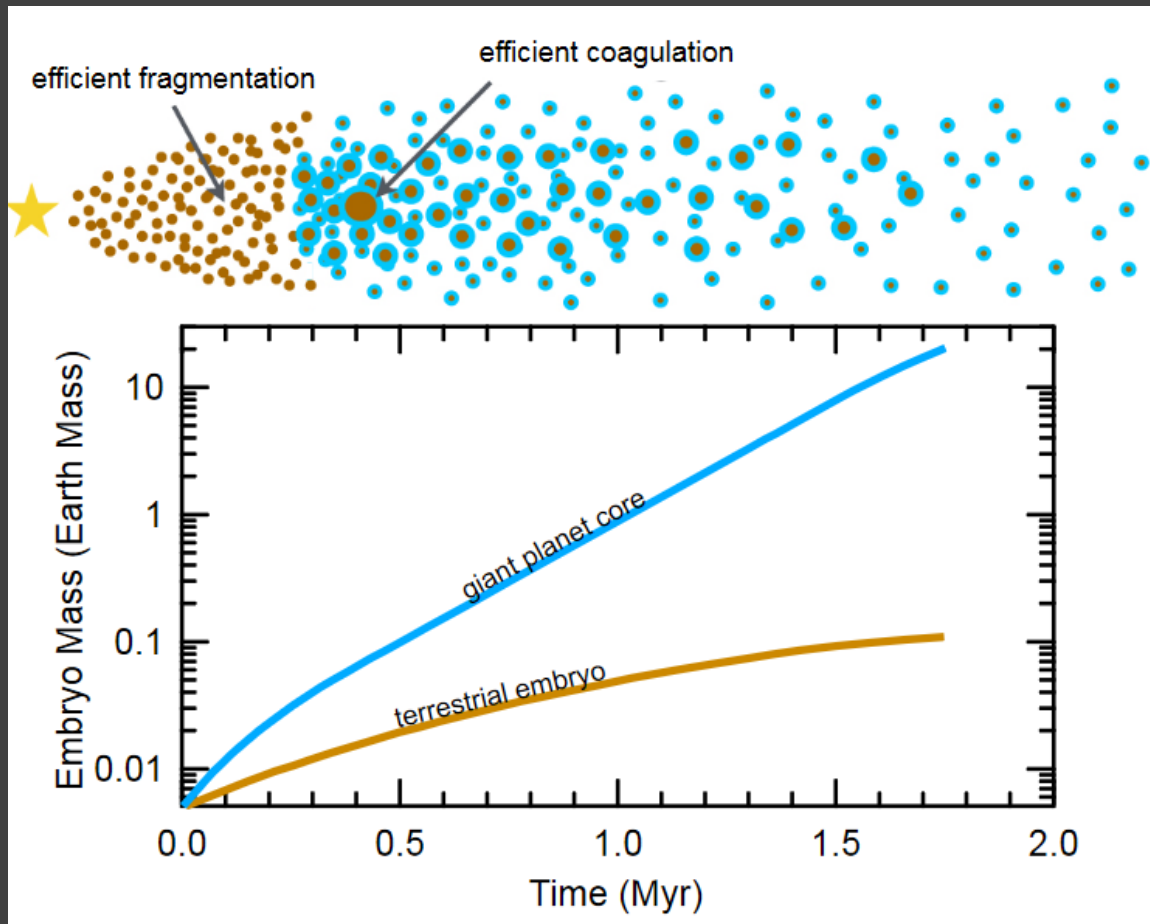 efficient coagulation
efficient fragmentation
Embryo Mass (Earth Mass)
10
1
0.1
0.01
giant planet core
terrestrial embryo
0.0 0.5 1.0 1.5 2.0
Time (Myr)